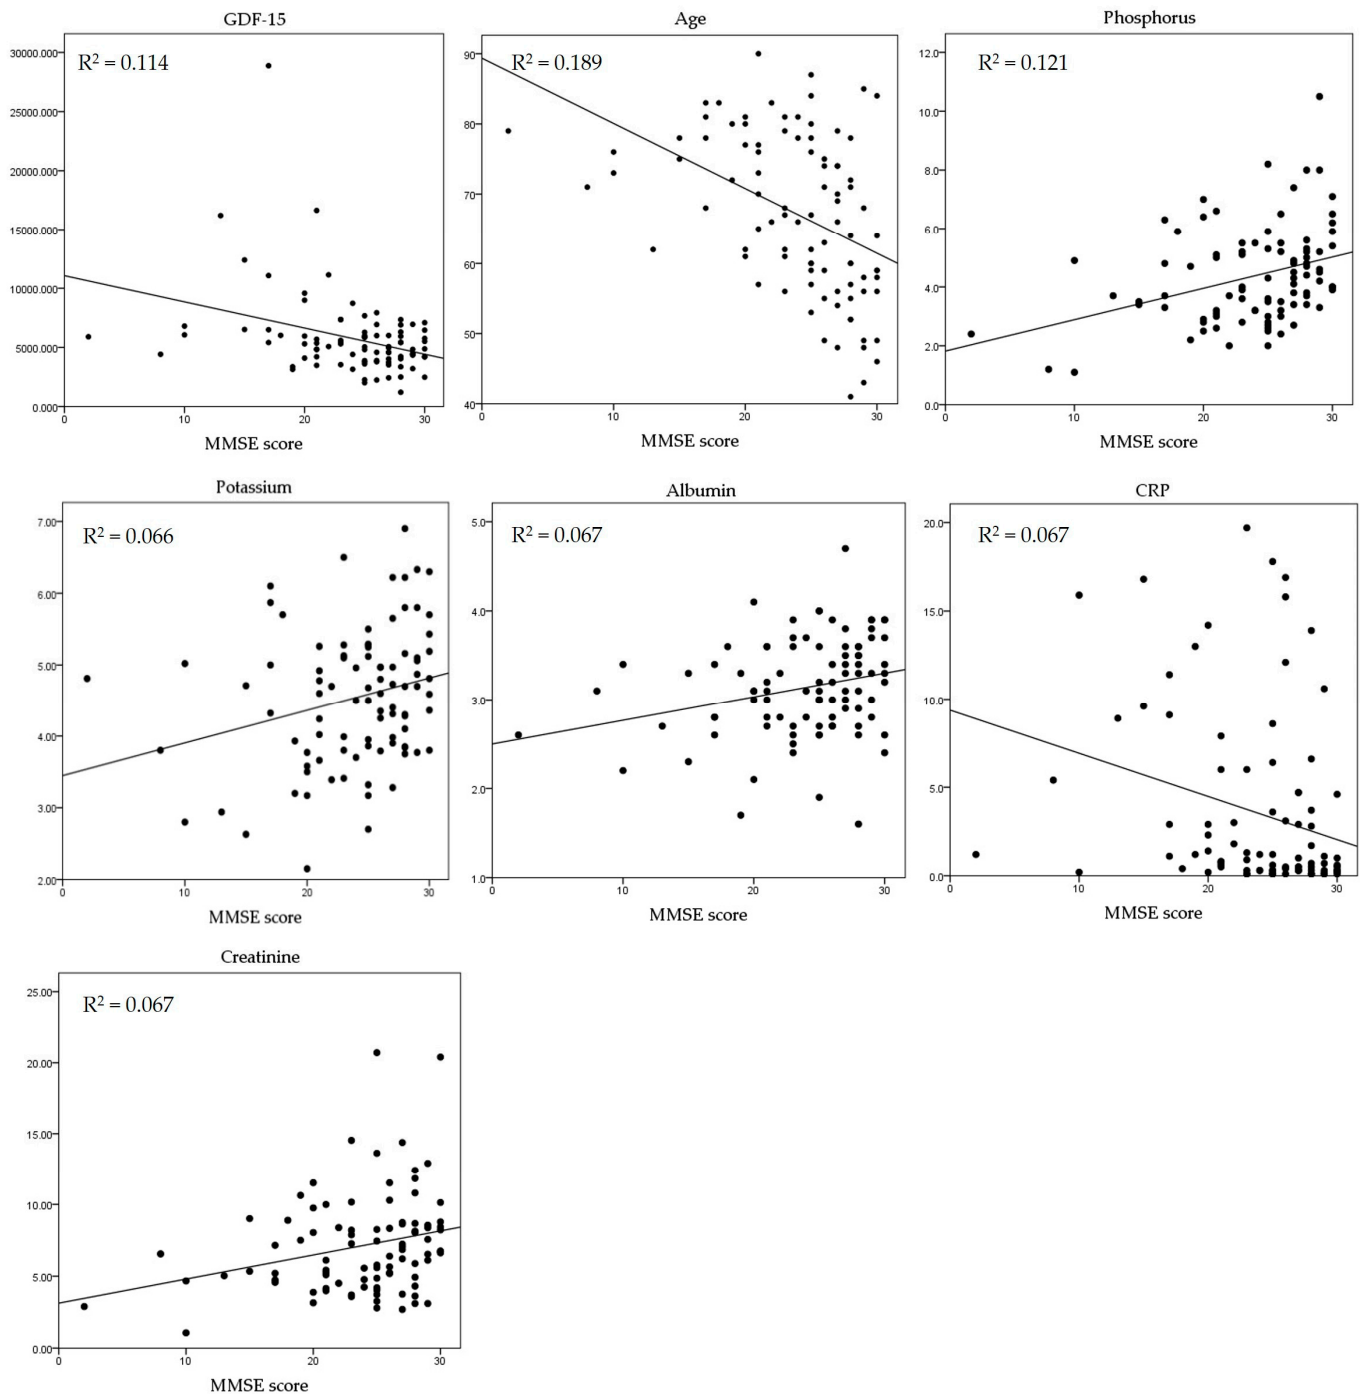 GDF-15
R² = 0.114
30000.000
25000.000
20000.000
15000.000
10000.000
5000.000
0.000
0 10 20 30
MMSE score
Age
R² = 0.189
90
80
70
60
50
40
0 10 20 30
MMSE score
Phosphorus
R² = 0.121
12.0
10.0
8.0
6.0
4.0
2.0
0.0
0 10 20 30
MMSE score
Potassium
R² = 0.066
7.00
6.00
5.00
4.00
3.00
2.00
0 10 20 30
MMSE score
Albumin
R² = 0.067
5.0
4.0
3.0
2.0
1.0
0 10 20 30
MMSE score
CRP
R² = 0.067
20.0
15.0
10.0
5.0
0.0
0 10 20 30
MMSE score
Creatinine
R² = 0.067
25.00
20.00
15.00
10.00
5.00
0.00
0 10 20 30
MMSE score